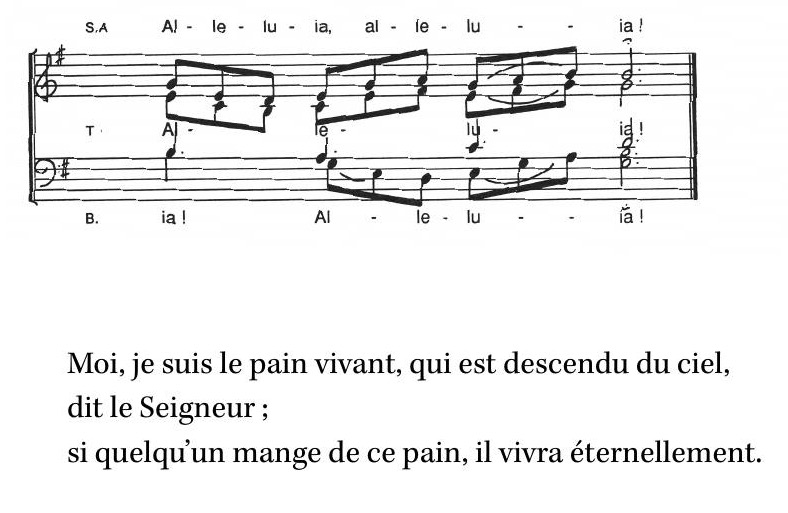 S.A Al - le - lu - ia, al - le - lu - - ia !
T. Al - le - lu - ia !
B. ia ! Al - le - lu - - ia !
Moi, je suis le pain vivant, qui est descendu du ciel,
dit le Seigneur ;
si quelqu’un mange de ce pain, il vivra éternellement.